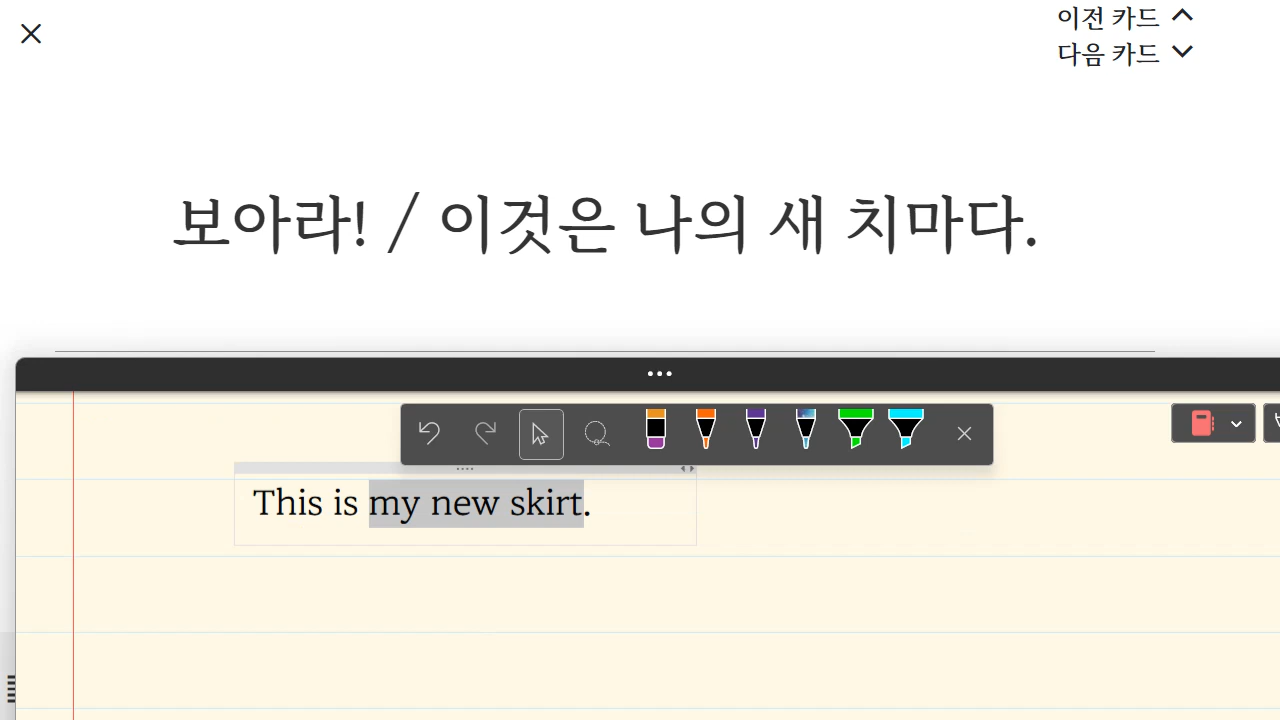 이전 카드
다음 카드
보아라! / 이것은 나의 새 치마다.
This is my new skirt.